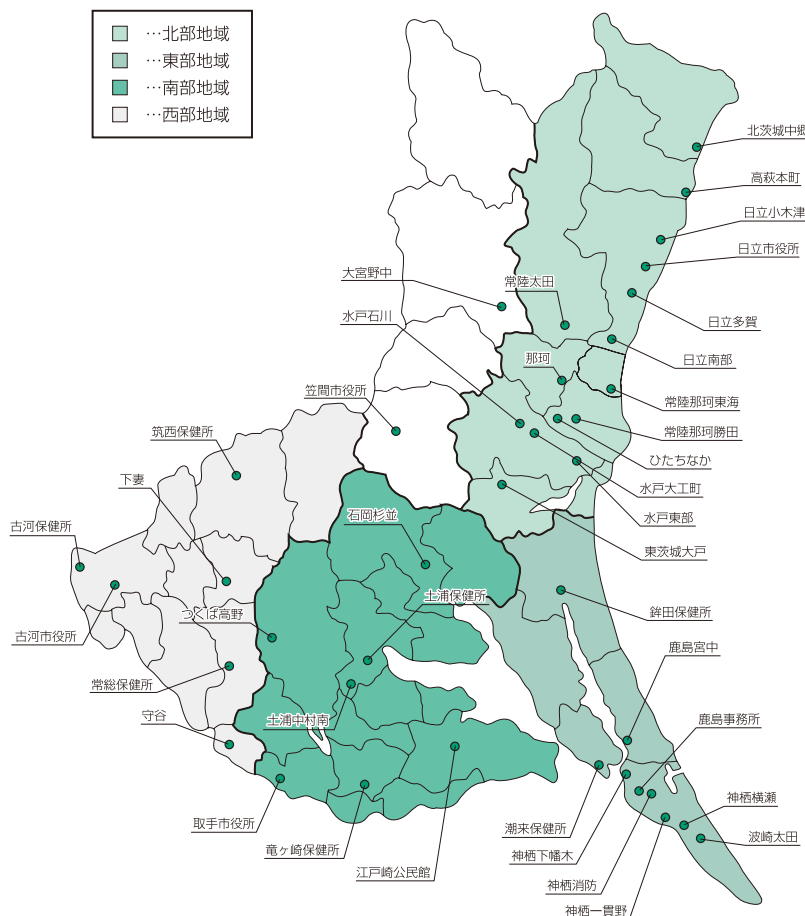 …北部地域
…東部地域
…南部地域
…西部地域
北茨城中郷
高萩本町
日立小木津
日立市役所
大宮野中
常陸太田
水戸石川
日立多賀
那珂
日立南部
笠間市役所
常陸那珂東海
筑西保健所
常陸那珂勝田
ひたちなか
下妻
水戸大工町
石岡杉並
水戸東部
古河保健所
東茨城大戸
土浦保健所
つくば高野
鉾田保健所
古河市役所
鹿島宮中
常総保健所
土浦中村南
鹿島事務所
守谷
神栖横瀬
取手市役所
潮来保健所
波崎太田
竜ヶ崎保健所
神栖下幡木
江戸崎公民館
神栖消防
神栖一貫野